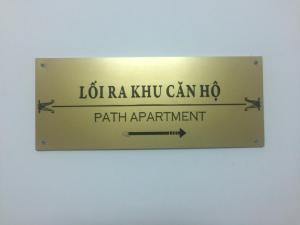 LỐI RA KHU CĂN HỘ
PATH APARTMENT